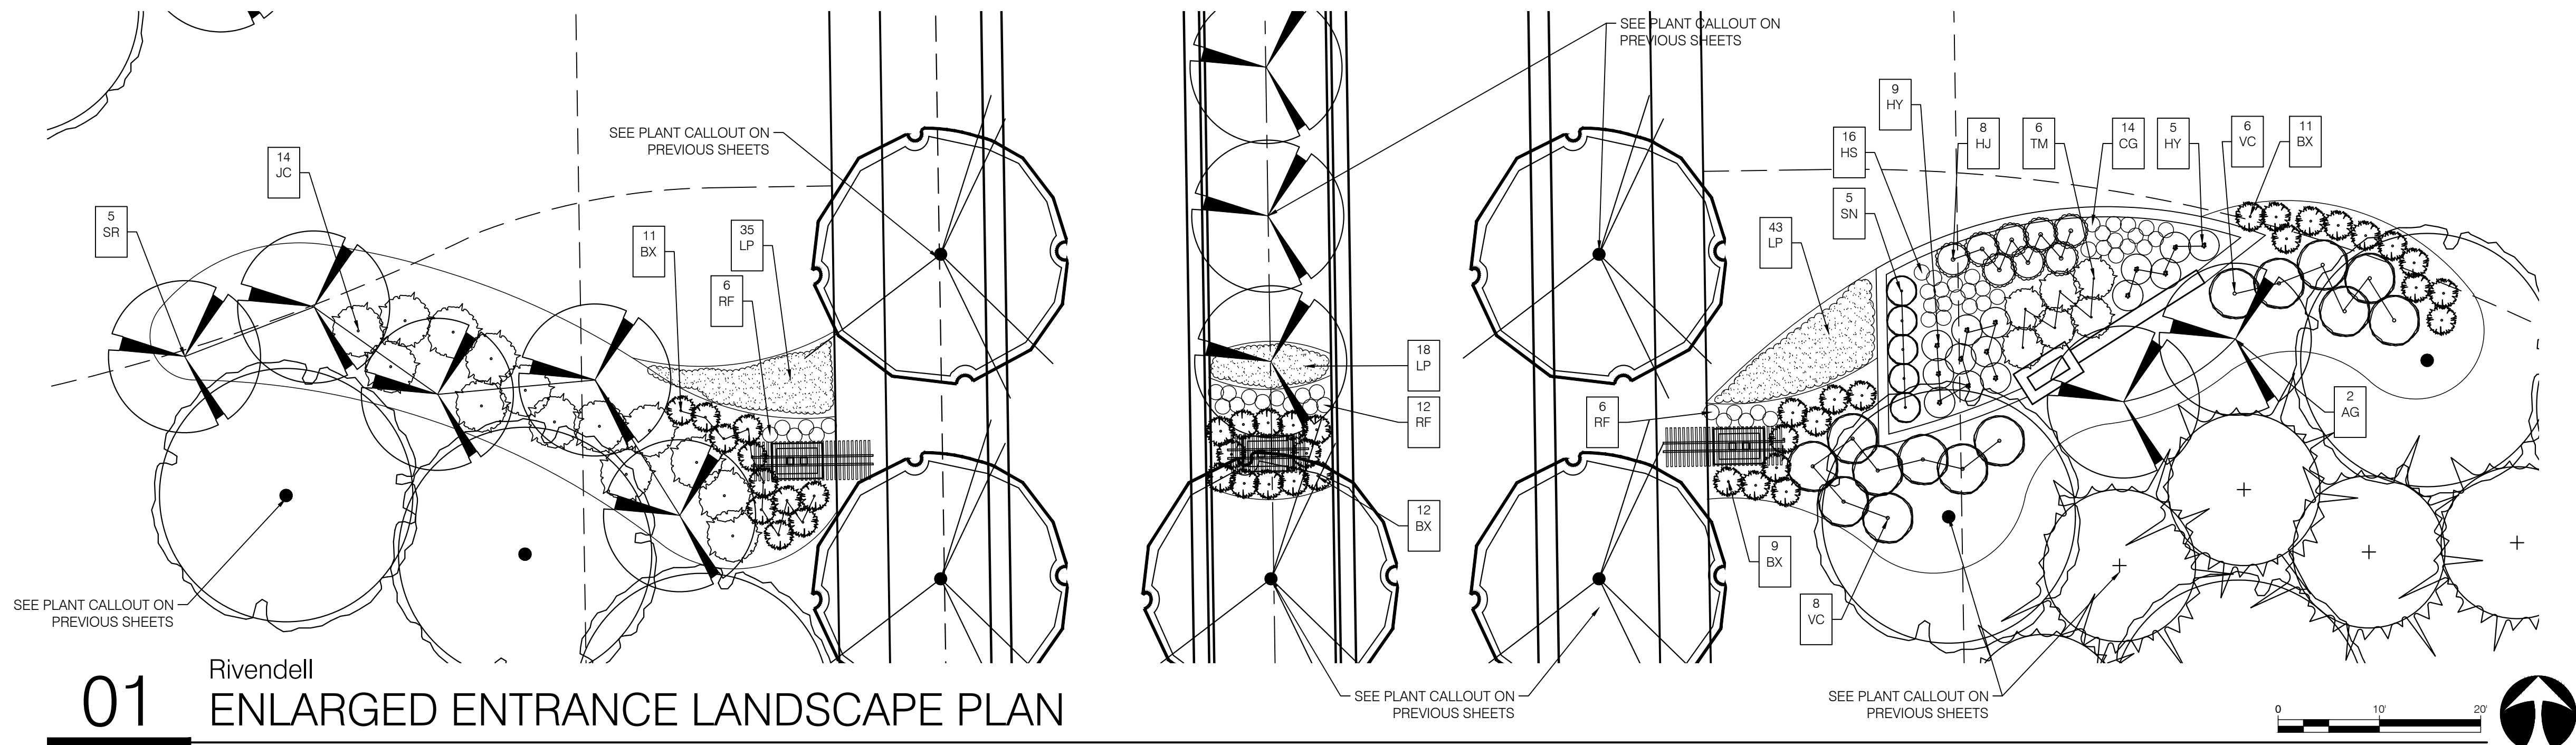 SEE PLANT CALLOUT ON
PREVIOUS SHEETS
9
HY
16
HS
8
HJ
6
TM
14
CG
5
HY
6
VC
11
BX
SEE PLANT CALLOUT ON
PREVIOUS SHEETS
14
JC
5
SN
5
SR
11
BX
35
LP
43
LP
6
RF
18
LP
12
RF
6
RF
2
AG
12
BX
9
BX
8
VC
SEE PLANT CALLOUT ON
PREVIOUS SHEETS
SEE PLANT CALLOUT ON
PREVIOUS SHEETS
SEE PLANT CALLOUT ON
PREVIOUS SHEETS
01
Rivendell
ENLARGED ENTRANCE LANDSCAPE PLAN
0 10' 20'